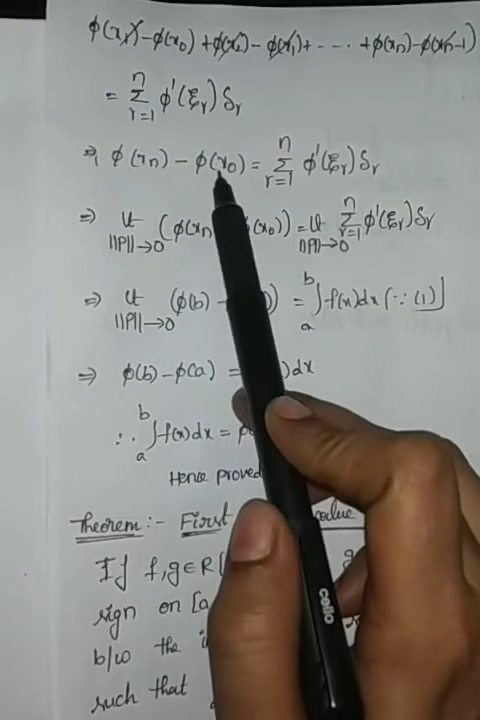 ϕ(x₁)-ϕ(x₀)+ϕ(x₂)-ϕ(x₁)+----+ϕ(xₙ)-ϕ(xₙ₋₁)
= Σ_{r=1}^{n} ϕ'(ξᵣ) δᵣ
⇒ ϕ(xₙ) - ϕ(x₀) = Σ_{r=1}^{n} ϕ'(ξᵣ) δᵣ
⇒ lt_{||P||→0} (ϕ(xₙ ϕ(x₀)) = lt_{||P||→0} Σ_{r=1}^{n} ϕ'(ξᵣ) δᵣ
⇒ lt_{||P||→0} (ϕ(b) - ) = ∫_{a}^{b} f(x)dx [∵ (1)]
⇒ ϕ(b) - ϕ(a) = ) dx
∴ ∫_{a}^{b} f(x)dx =
Hence proved
Theorem:- First value
If f, g ∈ R[ g
sign on [a
b/w the
such that
cello